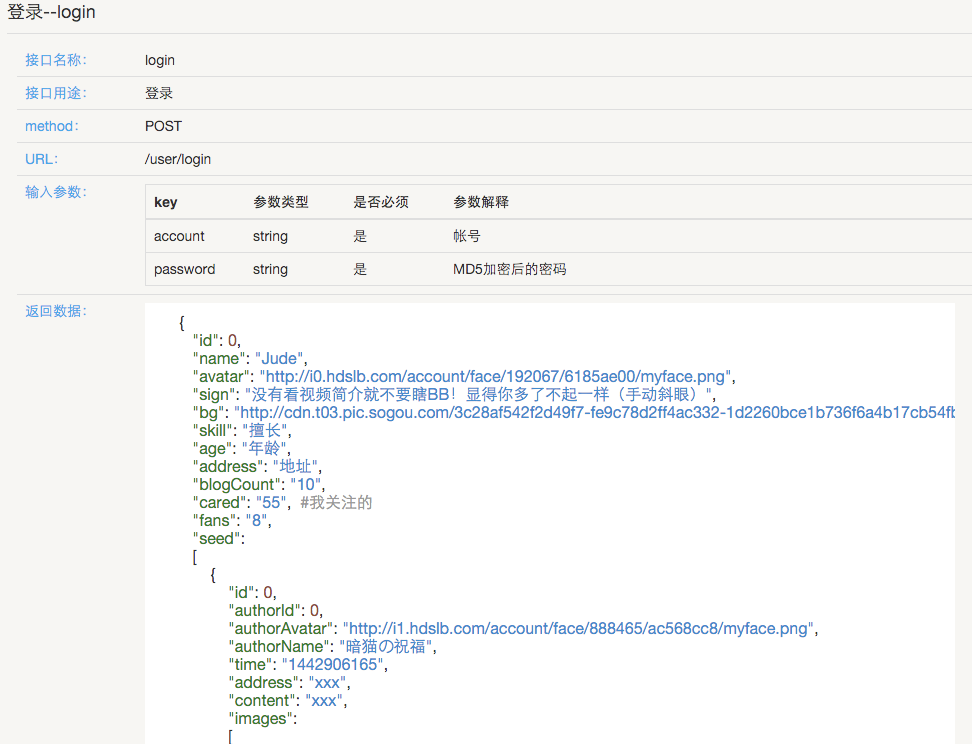 登录--login
接口名称: login
接口用途: 登录
method: POST
URL: /user/login
输入参数:
key 参数类型 是否必须 参数解释
account string 是 帐号
password string 是 MD5加密后的密码
返回数据:
{
"id": 0,
"name": "Jude",
"avatar": "http://i0.hdslb.com/account/face/192067/6185ae00/myface.png",
"sign": "没有看视频简介就不要瞎BB！显得你多了不起一样（手动斜眼）",
"bg": "http://cdn.t03.pic.sogou.com/3c28af542f2d49f7-fe9c78d2ff4ac332-1d2260bce1b736f6a4b17cb54fb
"skill": "擅长",
"age": "年龄",
"address": "地址",
"blogCount": "10",
"cared": "55", #我关注的
"fans": "8",
"seed":
[
{
"id": 0,
"authorId": 0,
"authorAvatar": "http://i1.hdslb.com/account/face/888465/ac568cc8/myface.png",
"authorName": "暗猫の祝福",
"time": "1442906165",
"address": "xxx",
"content": "xxx",
"images":
[